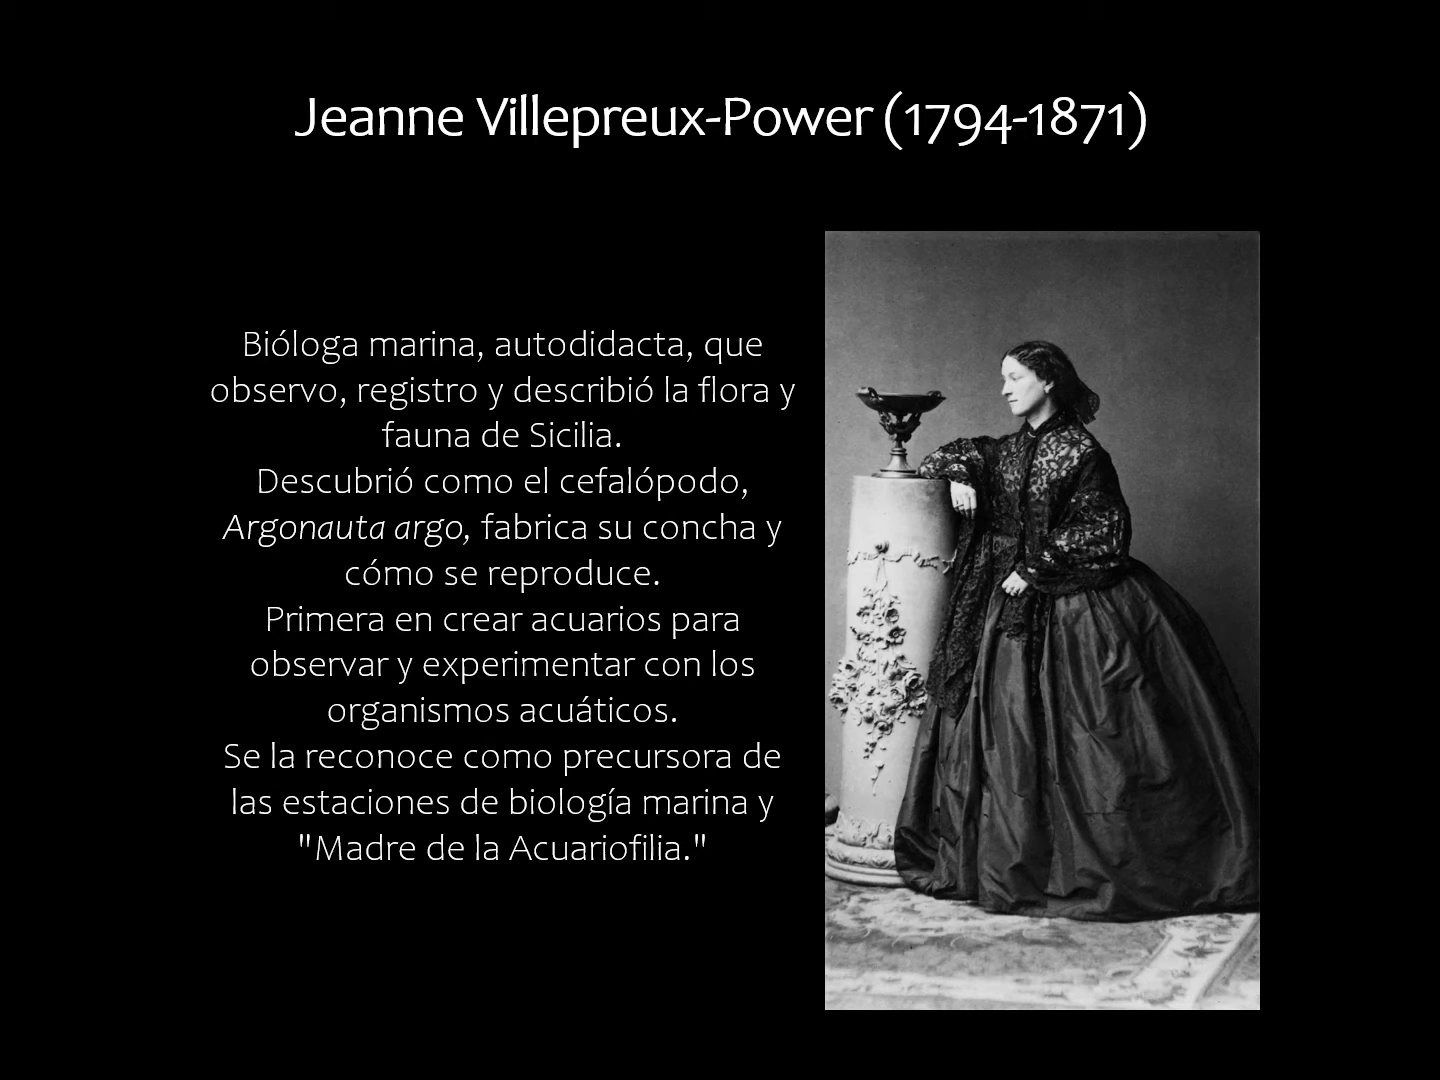 Jeanne Villepreux-Power (1794-1871)
Bióloga marina, autodidacta, que
observo, registro y describió la flora y
fauna de Sicilia.
Descubrió como el cefalópodo,
Argonauta argo, fabrica su concha y
cómo se reproduce.
Primera en crear acuarios para
observar y experimentar con los
organismos acuáticos.
Se la reconoce como precursora de
las estaciones de biología marina y
"Madre de la Acuariofilia."